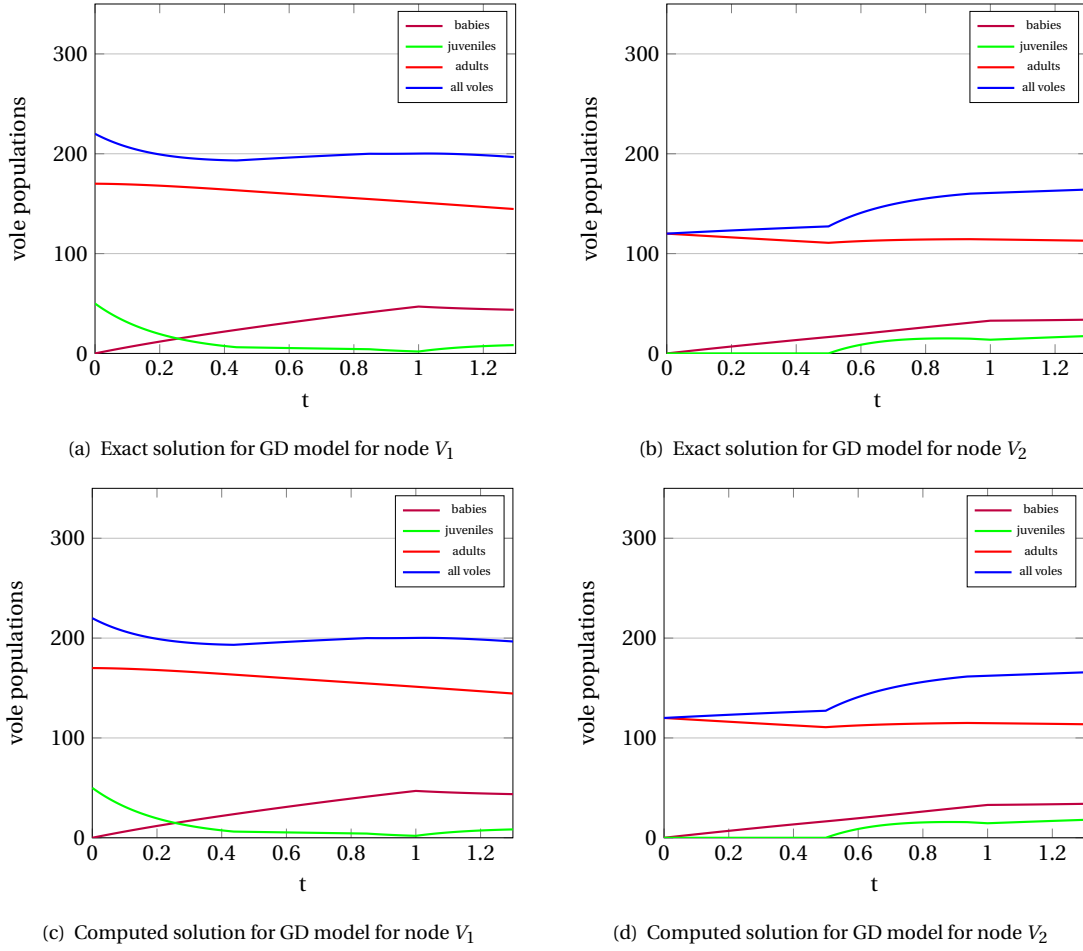 babies
juveniles
adults
all voles
300
200
100
0
vole populations
0 0.2 0.4 0.6 0.8 1 1.2
t
(a) Exact solution for GD model for node V1
babies
juveniles
adults
all voles
300
200
100
0
vole populations
0 0.2 0.4 0.6 0.8 1 1.2
t
(b) Exact solution for GD model for node V2
babies
juveniles
adults
all voles
300
200
100
0
vole populations
0 0.2 0.4 0.6 0.8 1 1.2
t
(c) Computed solution for GD model for node V1
babies
juveniles
adults
all voles
300
200
100
0
vole populations
0 0.2 0.4 0.6 0.8 1 1.2
t
(d) Computed solution for GD model for node V2